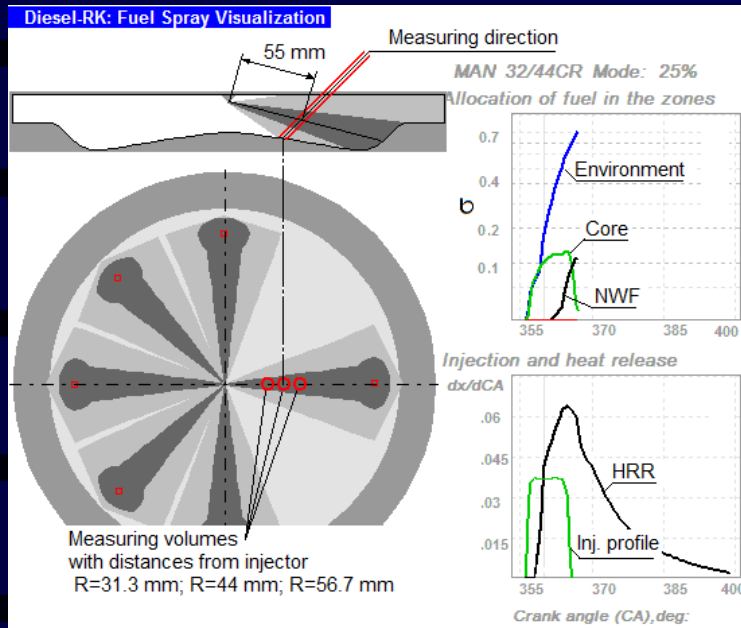 Diesel-RK: Fuel Spray Visualization
55 mm
Measuring direction
MAN 32/44CR Mode: 25%
Allocation of fuel in the zones
0.7
Environment
0.4
σ
0.2
Core
0.1
NWF
355 370 385 400
Injection and heat release
dx/dCA
.06
.045
HRR
.03
.015
Inj. profile
355 370 385 400
Crank angle (CA),deg:
Measuring volumes
with distances from injector
R=31.3 mm; R=44 mm; R=56.7 mm